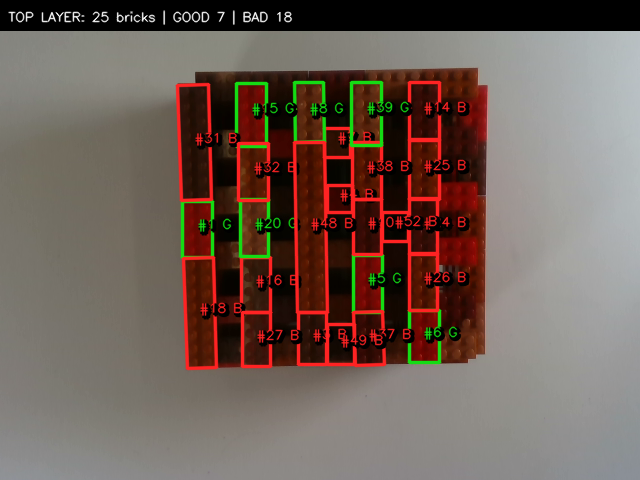 TOP LAYER: 25 bricks | GOOD 7 | BAD 18
#15 G
#8 G
#39 G
#14 B
#31 B
#32 B
#38 B
#25 B
#1 G
#20 G
#48 B
#52 B
#18 B
#16 B
#5 G
#26 B
#27 B
#3 B
#49 B
#37 B
#6 G